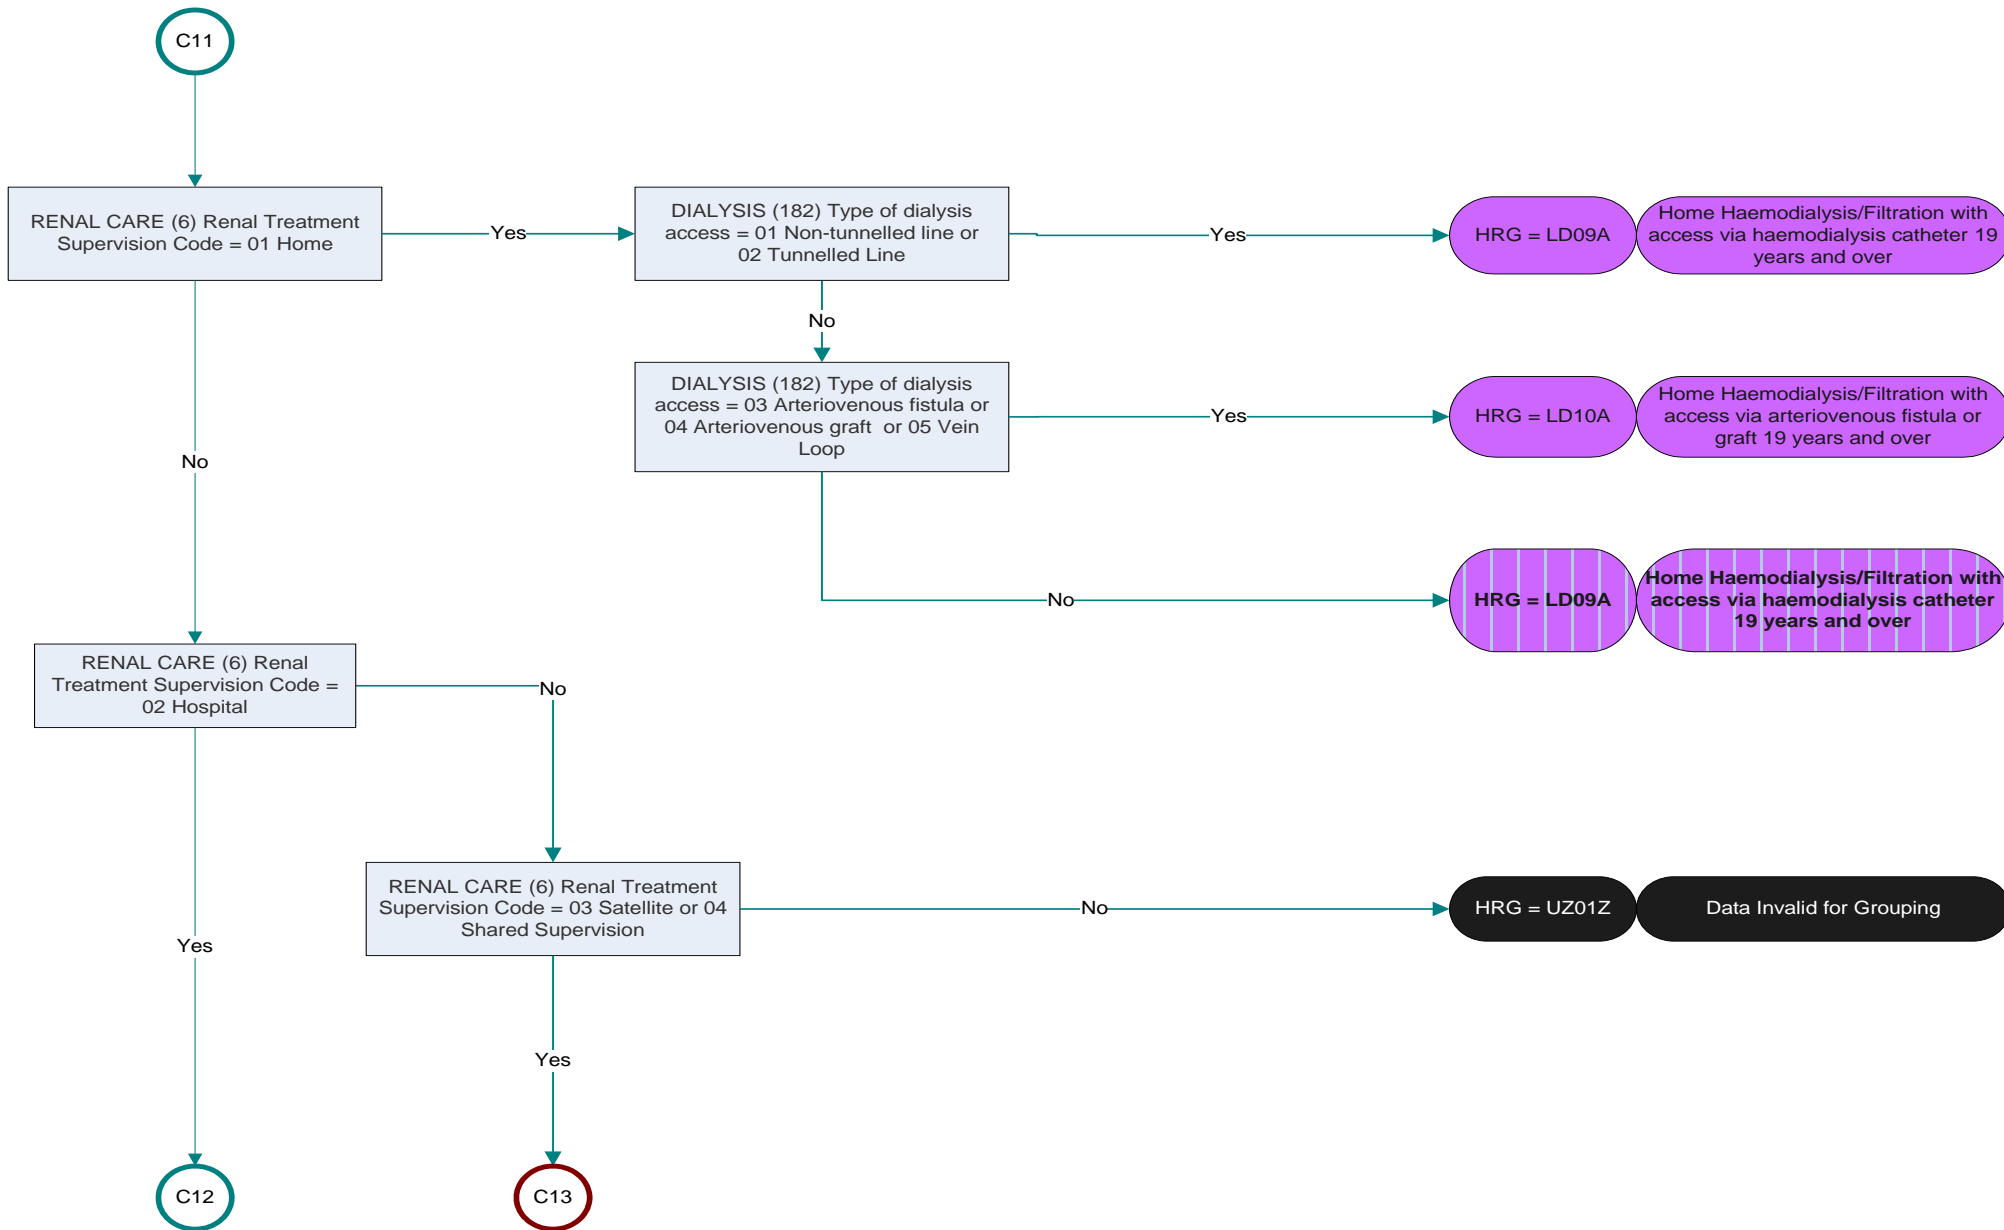 C11
RENAL CARE (6) Renal Treatment
Supervision Code = 01 Home
Yes
DIALYSIS (182) Type of dialysis
access = 01 Non-tunnelled line or
02 Tunnelled Line
Yes
HRG = LD09A
Home Haemodialysis/Filtration with
access via haemodialysis catheter 19
years and over
No
DIALYSIS (182) Type of dialysis
access = 03 Arteriovenous fistula or
04 Arteriovenous graft  or 05 Vein
Loop
Yes
HRG = LD10A
Home Haemodialysis/Filtration with
access via arteriovenous fistula or
graft 19 years and over
No
No
HRG = LD09A
Home Haemodialysis/Filtration with
access via haemodialysis catheter
19 years and over
RENAL CARE (6) Renal
Treatment Supervision Code =
02 Hospital
No
RENAL CARE (6) Renal Treatment
Supervision Code = 03 Satellite or 04
Shared Supervision
No
HRG = UZ01Z
Data Invalid for Grouping
Yes
Yes
C12
C13